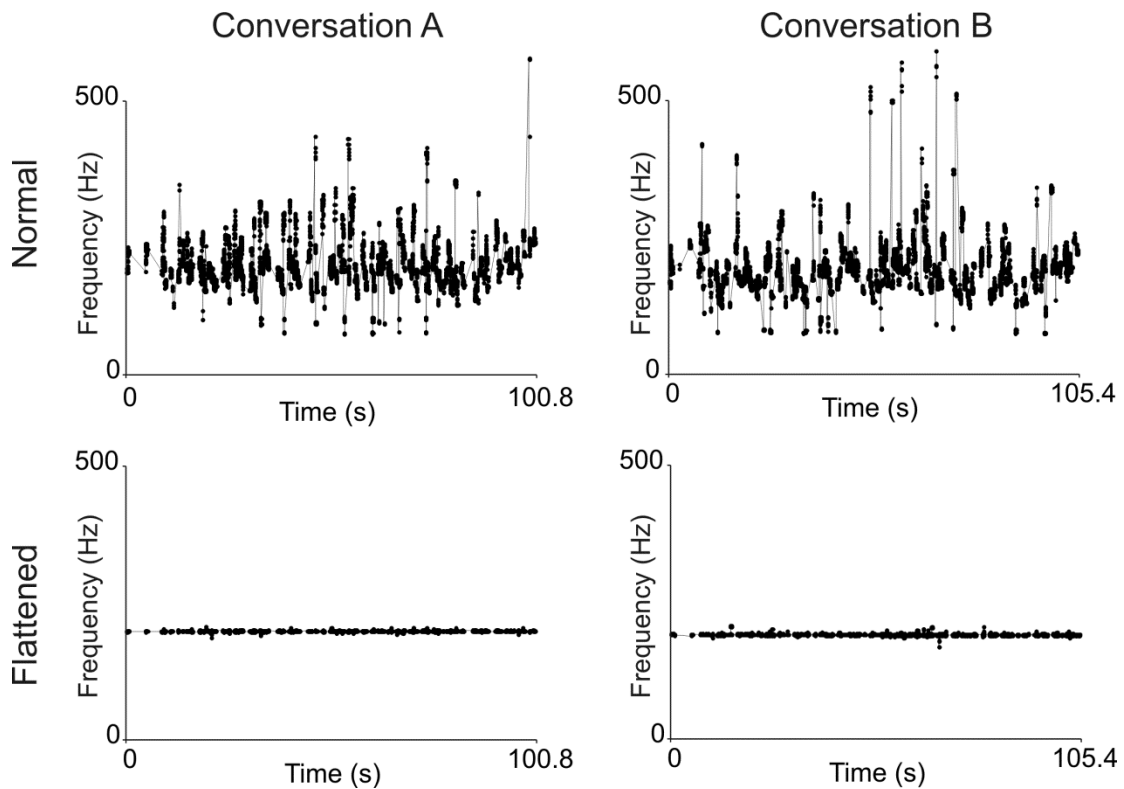 Conversation A
Conversation B
Normal
500
Frequency (Hz)
0
0
100.8
Time (s)
500
Frequency (Hz)
0
0
105.4
Time (s)
Flattened
500
Frequency (Hz)
0
0
100.8
Time (s)
500
Frequency (Hz)
0
0
105.4
Time (s)